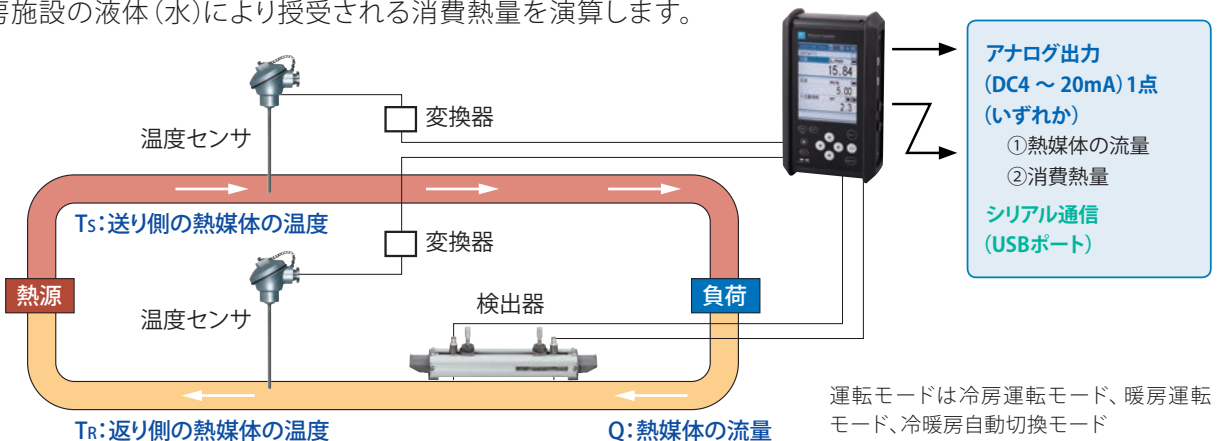 房施設の液体(水)により授受される消費熱量を演算します。
温度センサ
変換器
15.84
5.00
2.3
アナログ出力
(DC4 ～ 20mA)1点
(いずれか)
①熱媒体の流量
②消費熱量
シリアル通信
(USBポート)
Ts:送り側の熱媒体の温度
変換器
熱源
温度センサ
検出器
負荷
TR:返り側の熱媒体の温度
Q:熱媒体の流量
運転モードは冷房運転モード、暖房運転
モード、冷暖房自動切換モード